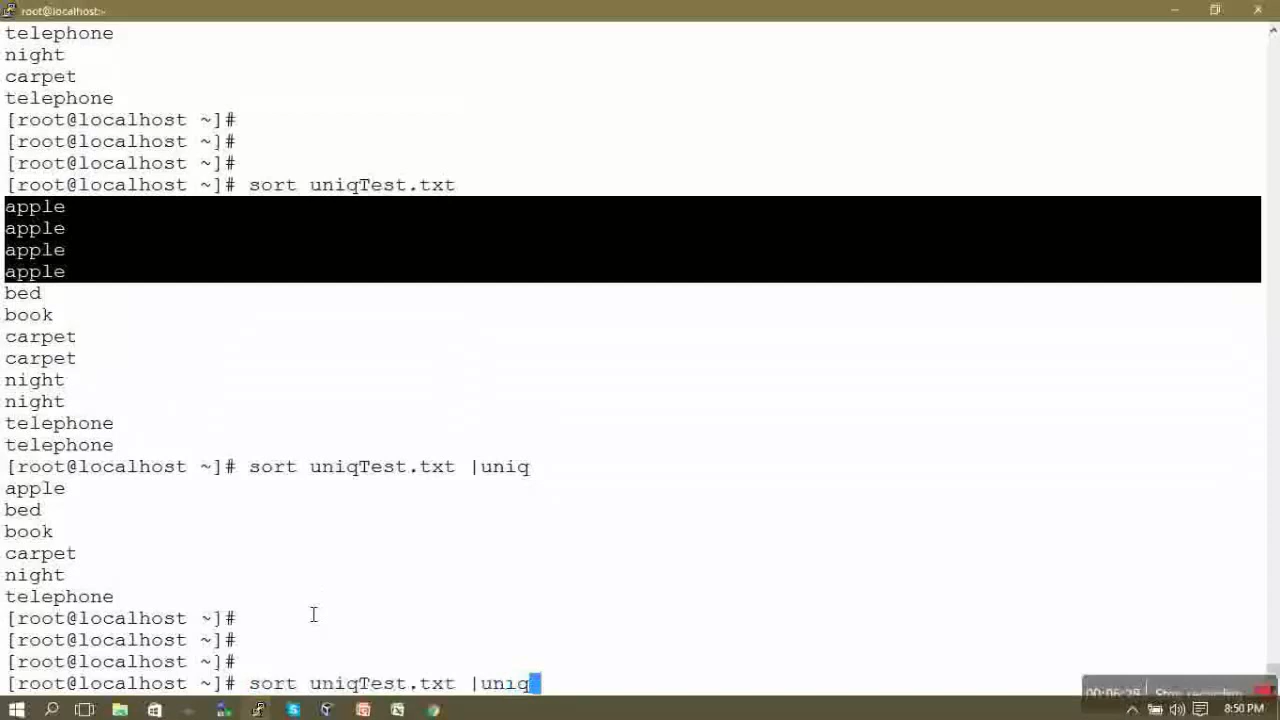 root@localhost:~
telephone
night
carpet
telephone
[root@localhost ~]#
[root@localhost ~]#
[root@localhost ~]#
[root@localhost ~]# sort uniqTest.txt
apple
apple
apple
apple
bed
book
carpet
carpet
night
night
telephone
telephone
[root@localhost ~]# sort uniqTest.txt |uniq
apple
bed
book
carpet
night
telephone
[root@localhost ~]#
[root@localhost ~]#
[root@localhost ~]#
[root@localhost ~]# sort uniqTest.txt |uniq
Stop recording
8:50 PM